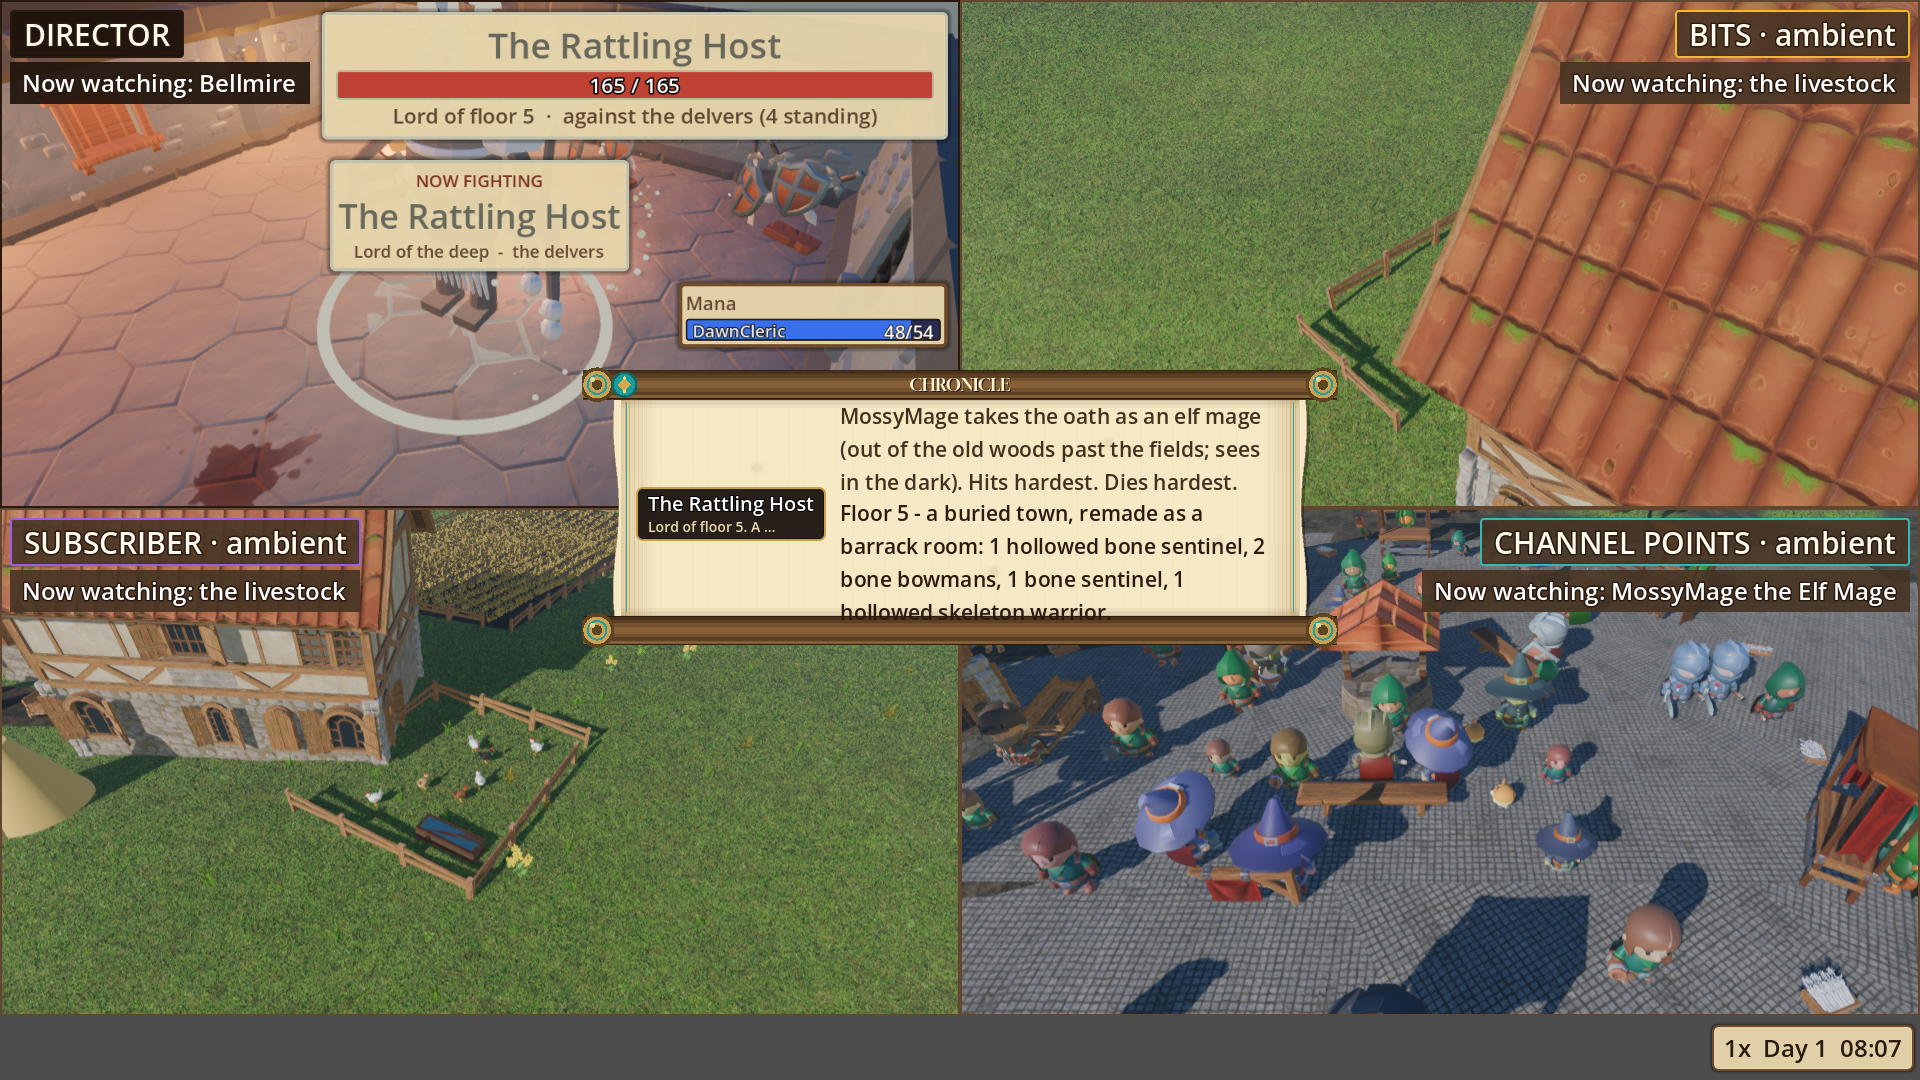 DIRECTOR
Now watching: Bellmire
The Rattling Host
165 / 165
Lord of floor 5 · against the delvers (4 standing)
NOW FIGHTING
The Rattling Host
Lord of the deep - the delvers
Mana
DawnCleric 48/54
BITS · ambient
Now watching: the livestock
CHRONICLE
The Rattling Host
Lord of floor 5. A ...
MossyMage takes the oath as an elf mage
(out of the old woods past the fields; sees
in the dark). Hits hardest. Dies hardest.
Floor 5 - a buried town, remade as a
barrack room: 1 hollowed bone sentinel, 2
bone bowmans, 1 bone sentinel, 1
hollowed skeleton warrior.
SUBSCRIBER · ambient
Now watching: the livestock
CHANNEL POINTS · ambient
Now watching: MossyMage the Elf Mage
1x Day 1 08:07